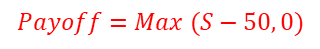 Payoff = Max (S − 50, 0)